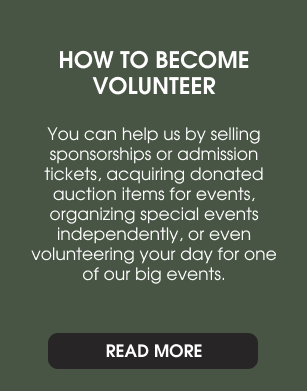 HOW TO BECOME
VOLUNTEER
You can help us by selling
sponsorships or admission
tickets, acquiring donated
auction items for events,
organizing special events
independently, or even
volunteering your day for one
of our big events.
READ MORE